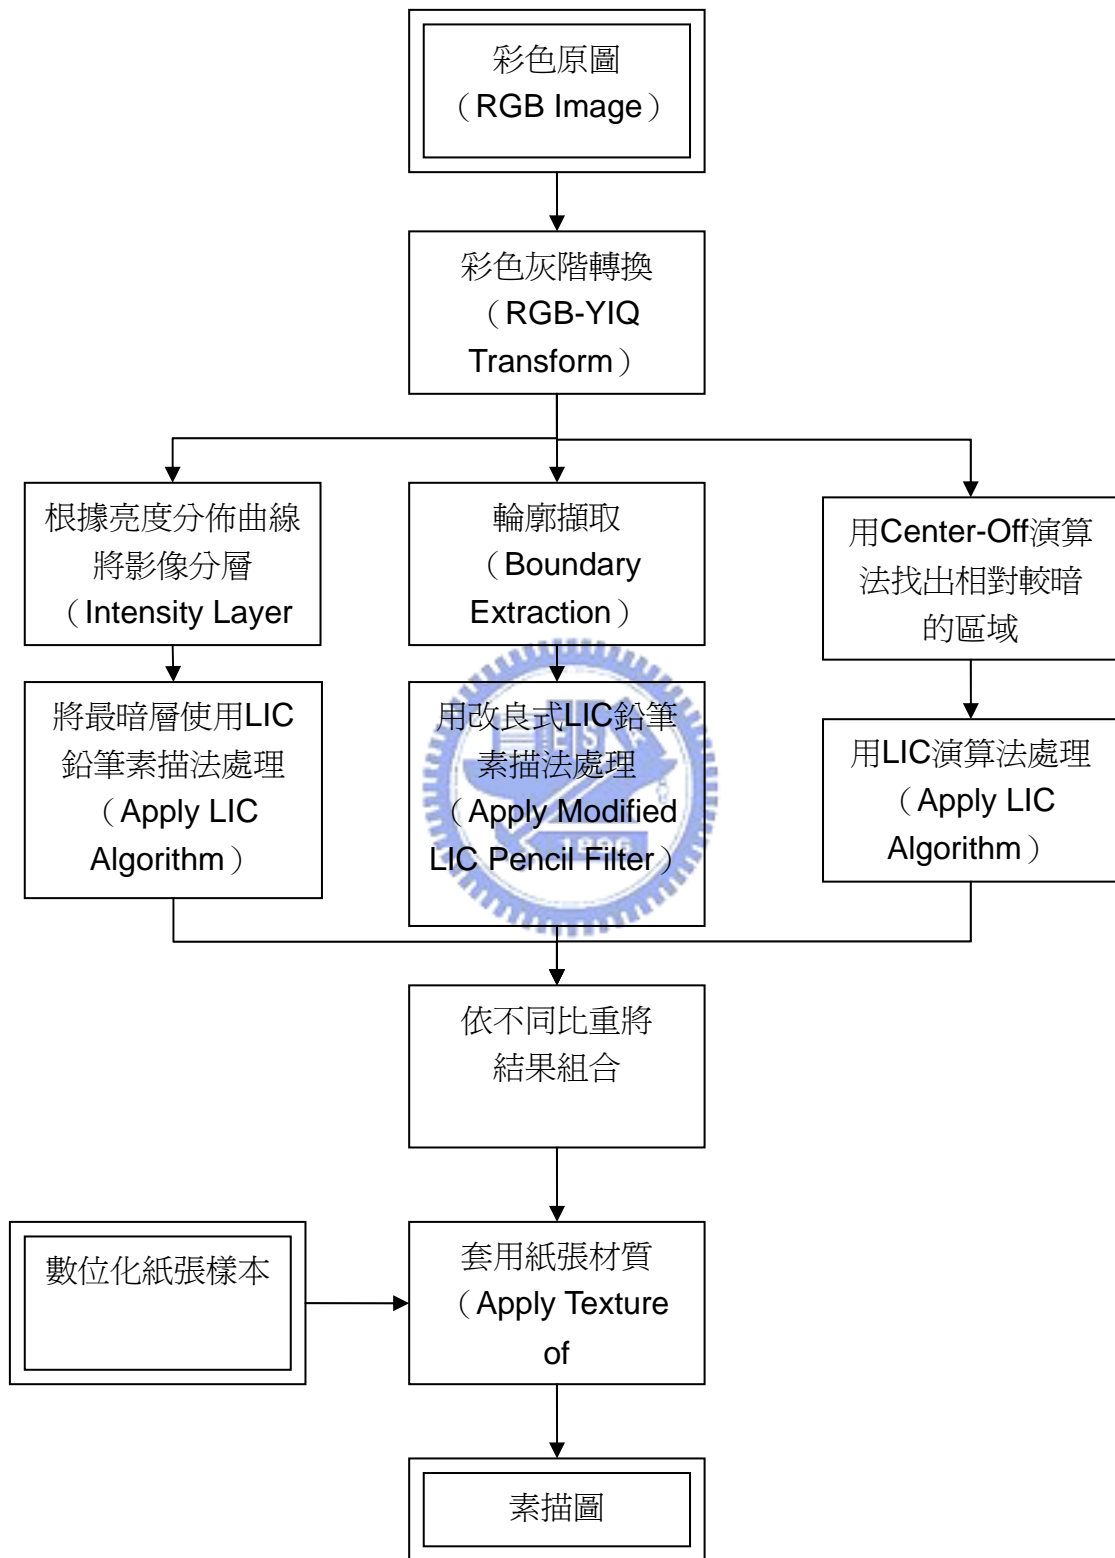 彩色原圖
（RGB Image）
彩色灰階轉換
（RGB-YIQ
Transform）
根據亮度分佈曲線
將影像分層
（Intensity Layer
輪廓擷取
（Boundary
Extraction）
用Center-Off演算
法找出相對較暗
的區域
將最暗層使用LIC
鉛筆素描法處理
（Apply LIC
Algorithm）
用改良式LIC鉛筆
素描法處理
（Apply Modified
LIC Pencil Filter）
用LIC演算法處理
（Apply LIC
Algorithm）
1896
依不同比重將
結果組合
數位化紙張樣本
套用紙張材質
（Apply Texture
of
素描圖